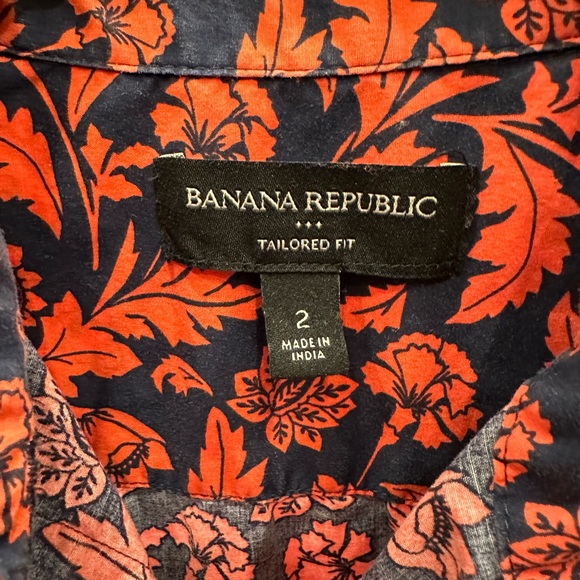 BANANA REPUBLIC
TAILORED FIT
2
MADE IN
INDIA